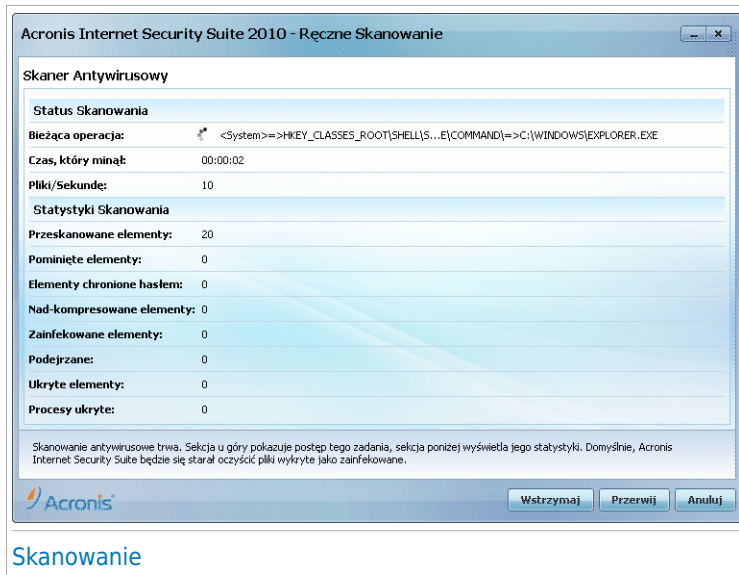 Acronis Internet Security Suite 2010 - Ręczne Skanowanie
Skaner Antywirusowy
Status Skanowania
Bieżąca operacja: <System>=>HKEY_CLASSES_ROOT\SHELL\S...E\COMMAND\=>C:\WINDOWS\EXPLORER.EXE
Czas, który minął: 00:00:02
Pliki/Sekundę: 10
Statystyki Skanowania
Przeskanowane elementy: 20
Pominięte elementy: 0
Elementy chronione hasłem: 0
Nad-kompresowane elementy: 0
Zainfekowane elementy: 0
Podejrzane: 0
Ukryte elementy: 0
Procesy ukryte: 0
Skanowanie antywirusowe trwa. Sekcja u góry pokazuje postęp tego zadania, sekcja poniżej wyświetla jego statystyki. Domyślnie, Acronis
Internet Security Suite będzie się starał oczyścić pliki wykryte jako zainfekowane.
Acronis
Wstrzymaj Przerwij Anuluj
Skanowanie